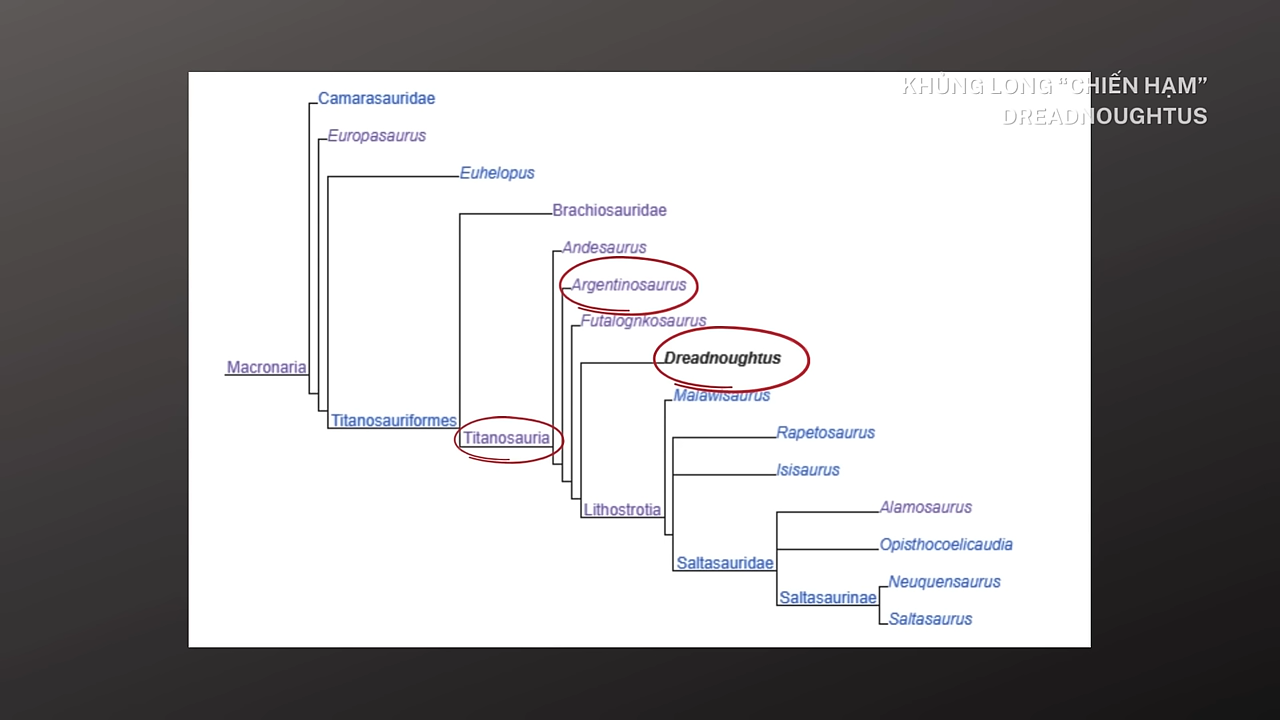 KHỦNG LONG “CHIẾN HẠM”
DREADNOUGHTUS
Camarasauridae
Europasaurus
Euhelopus
Brachiosauridae
Andesaurus
Argentinosaurus
Futalognkosaurus
Dreadnoughtus
Macronaria
Malawisaurus
Titanosauriformes
Rapetosaurus
Titanosauria
Isisaurus
Alamosaurus
Lithostrotia
Opisthocoelicaudia
Saltasauridae
Neuquensaurus
Saltasaurinae
Saltasaurus